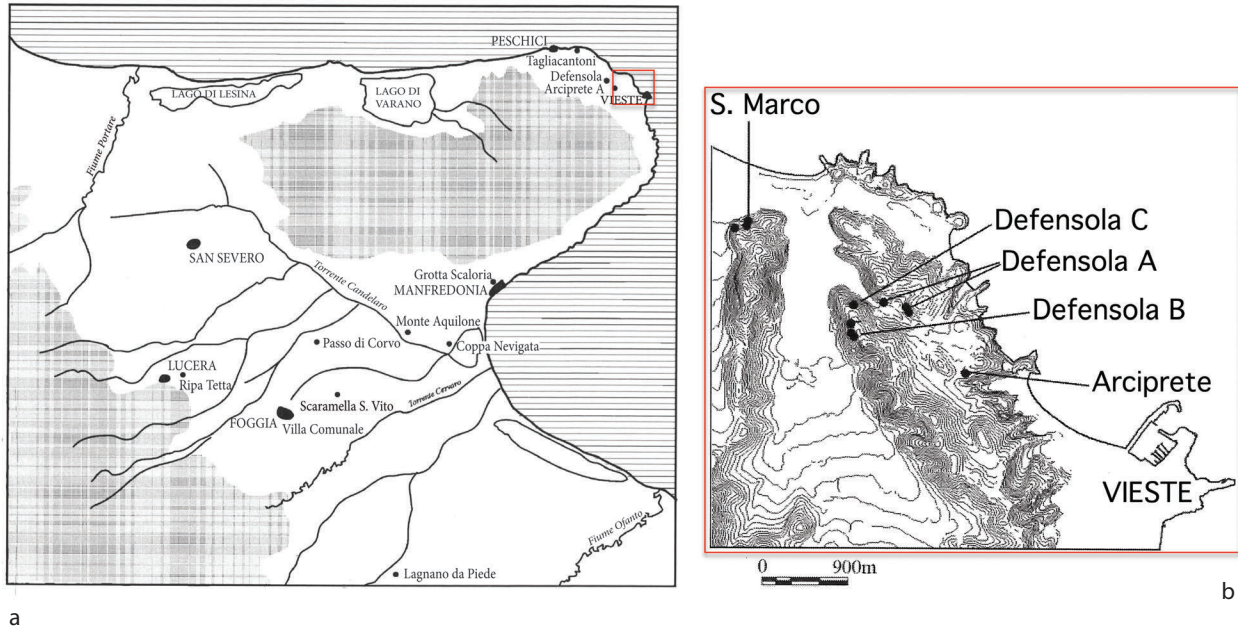 PESCHICI
Tagliacantoni
Defensola
Arciprete A
VIESTE
LAGO DI LESINA
LAGO DI
VARANO
Fiume Portare
SAN SEVERO
Torrente Candelaro
Grotta Scaloria
MANFREDONIA
Monte Aquilone
Passo di Corvo
Coppa Nevigata
LUCERA
Ripa Tetta
Scaramella S. Vito
Torrente Cervaro
FOGGIA
Villa Comunale
Fiume Ofanto
Lagnano da Piede
a
S. Marco
Defensola C
Defensola A
Defensola B
Arciprete
VIESTE
0 900m
b